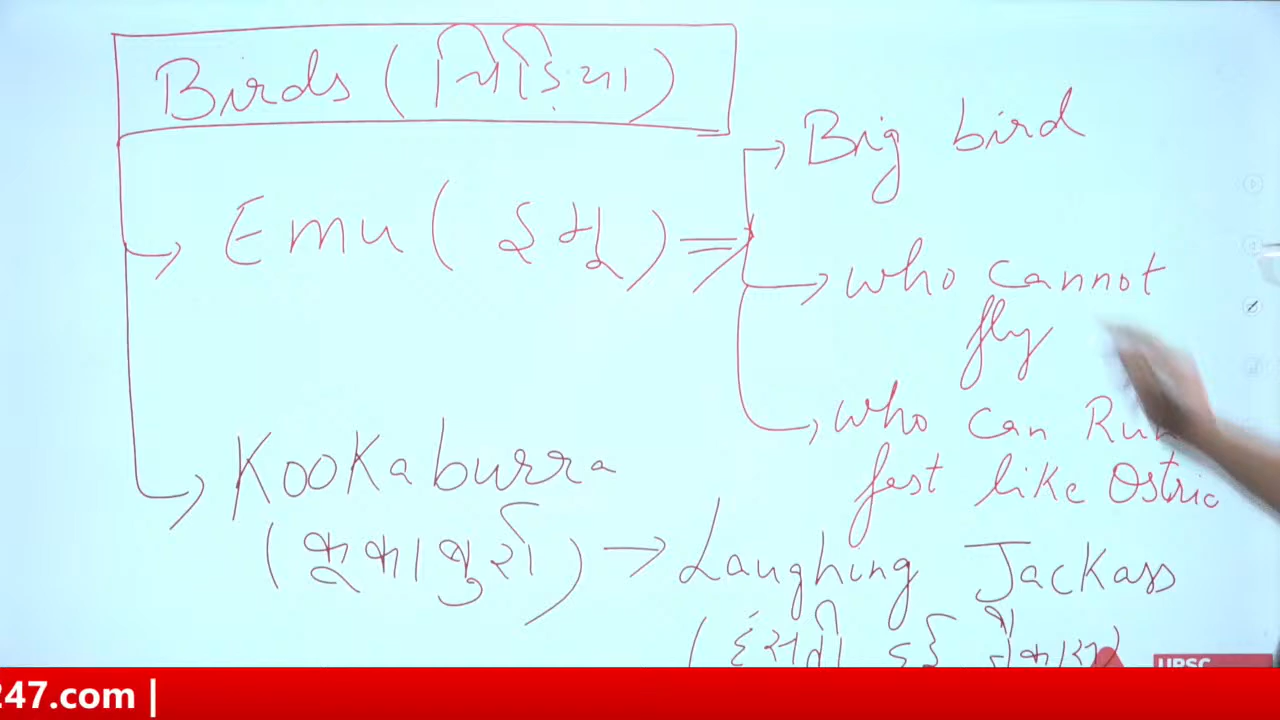 Birds (चिड़िया)
Emu (इमू) =>
Big bird
who cannot
fly
who can Run
fast like Ostric
Kookaburra
(कूकाबुर्रा) → Laughing Jackass
(हंसती हुई
UPSC
247.com |